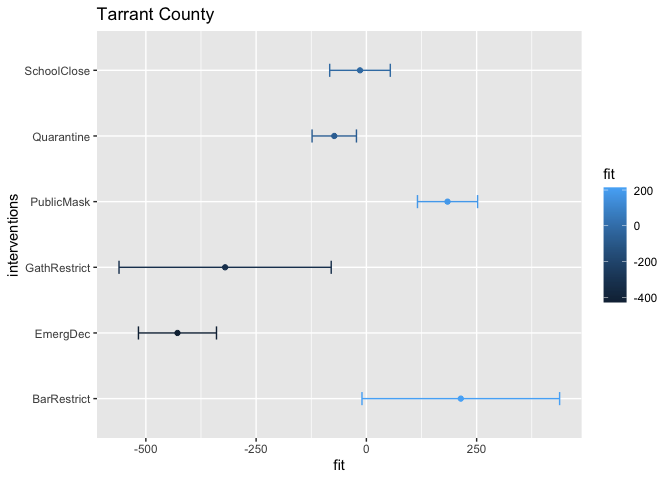 Tarrant County
SchoolClose
Quarantine
PublicMask
GathRestrict
EmergDec
BarRestrict
interventions
-500
-250
0
250
fit
fit
200
0
-200
-400